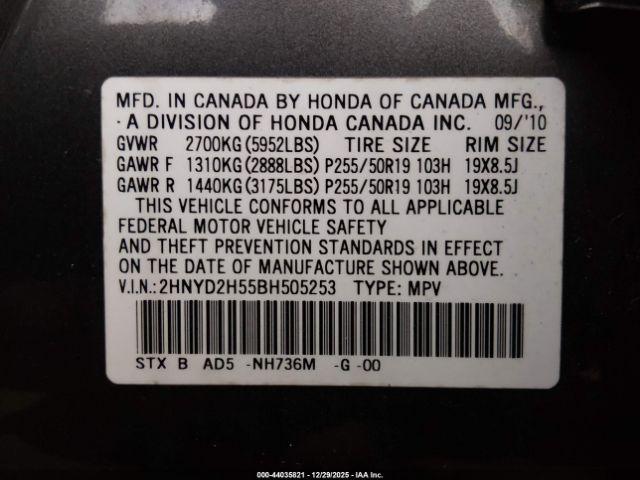 MFD. IN CANADA BY HONDA OF CANADA MFG.,
· A DIVISION OF HONDA CANADA INC. 09/'10
GVWR 2700KG(5952LBS) TIRE SIZE RIM SIZE
GAWR F 1310KG(2888LBS) P255/50R19 103H 19X8.5J
GAWR R 1440KG(3175LBS) P255/50R19 103H 19X8.5J
THIS VEHICLE CONFORMS TO ALL APPLICABLE
FEDERAL MOTOR VEHICLE SAFETY
AND THEFT PREVENTION STANDARDS IN EFFECT
ON THE DATE OF MANUFACTURE SHOWN ABOVE.
V.I.N.:2HNYD2H55BH505253 TYPE: MPV
STX B AD5 -NH736M -G -00
000-44035821 - 12/29/2025 - IAA Inc.